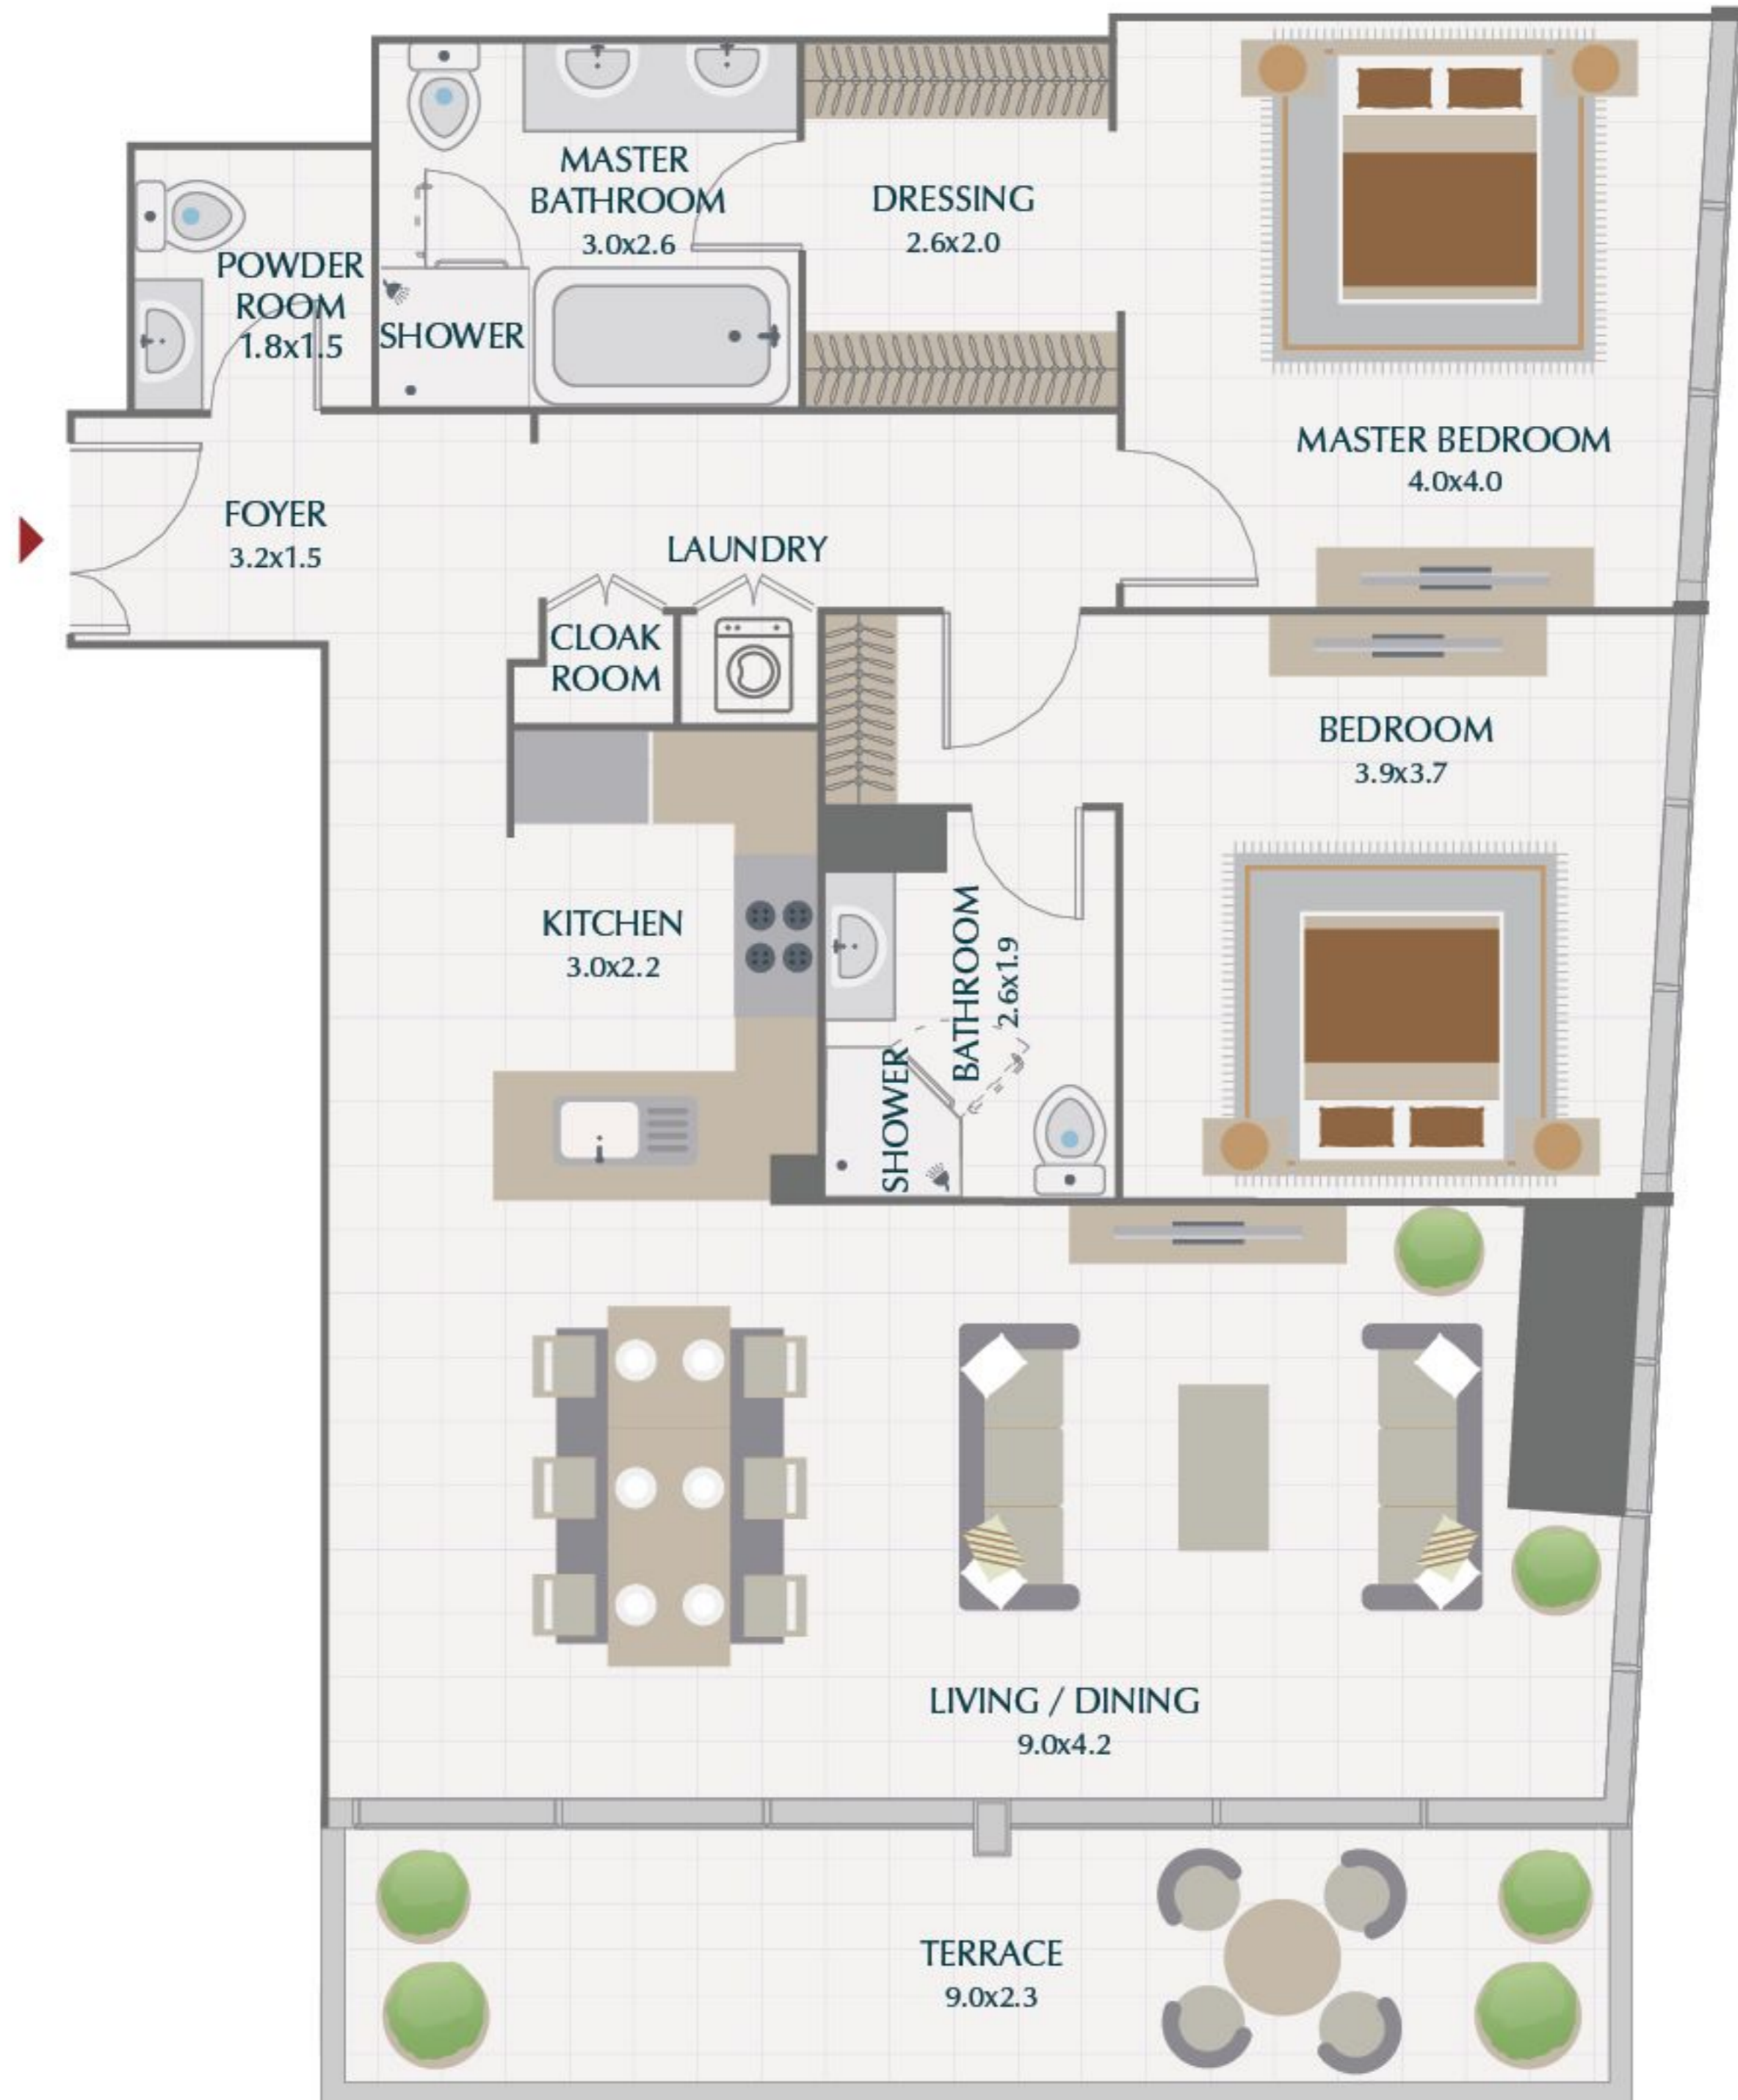 MASTER
BATHROOM
3.0x2.6
DRESSING
2.6x2.0
POWDER
ROOM
1.8x1.5
SHOWER
MASTER BEDROOM
4.0x4.0
FOYER
3.2x1.5
LAUNDRY
CLOAK
ROOM
BEDROOM
3.9x3.7
KITCHEN
3.0x2.2
BATHROOM
2.6x1.9
SHOWER
LIVING / DINING
9.0x4.2
TERRACE
9.0x2.3